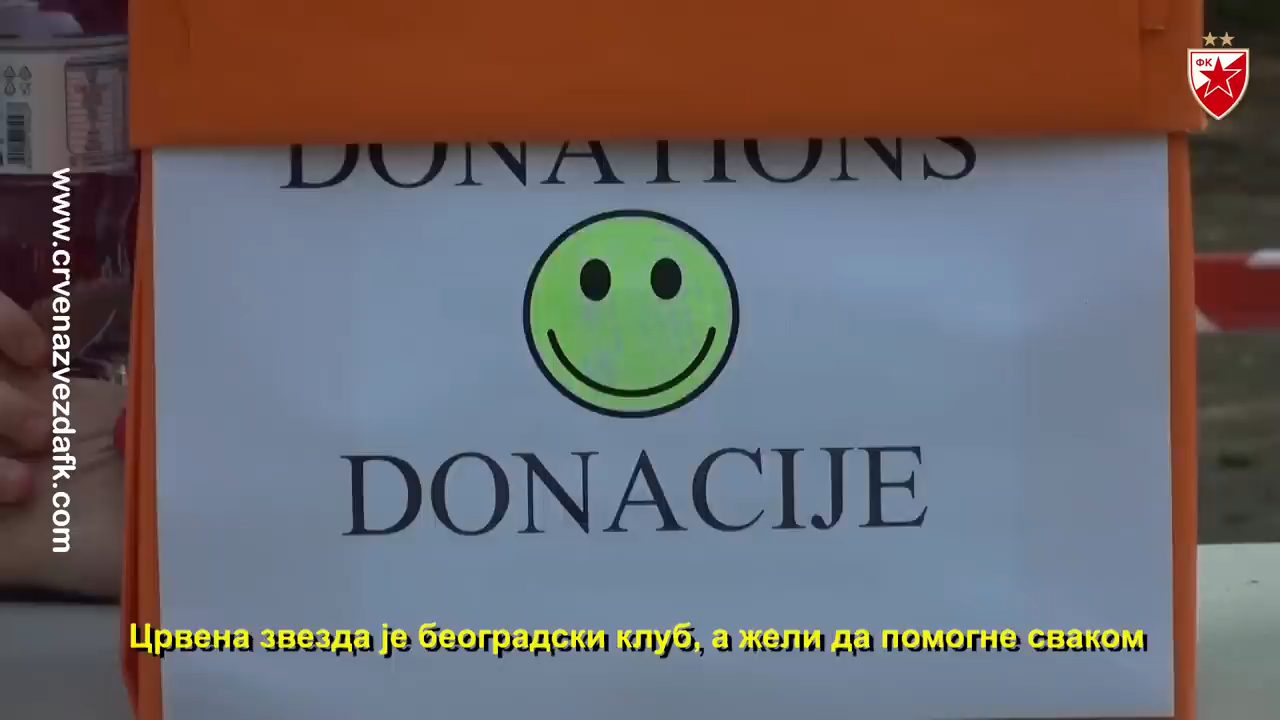 ФК
DONATIONS
www.crvenazvezdafk.com
DONACIJE
Црвена звезда је београдски клуб, а жели да помогне сваком